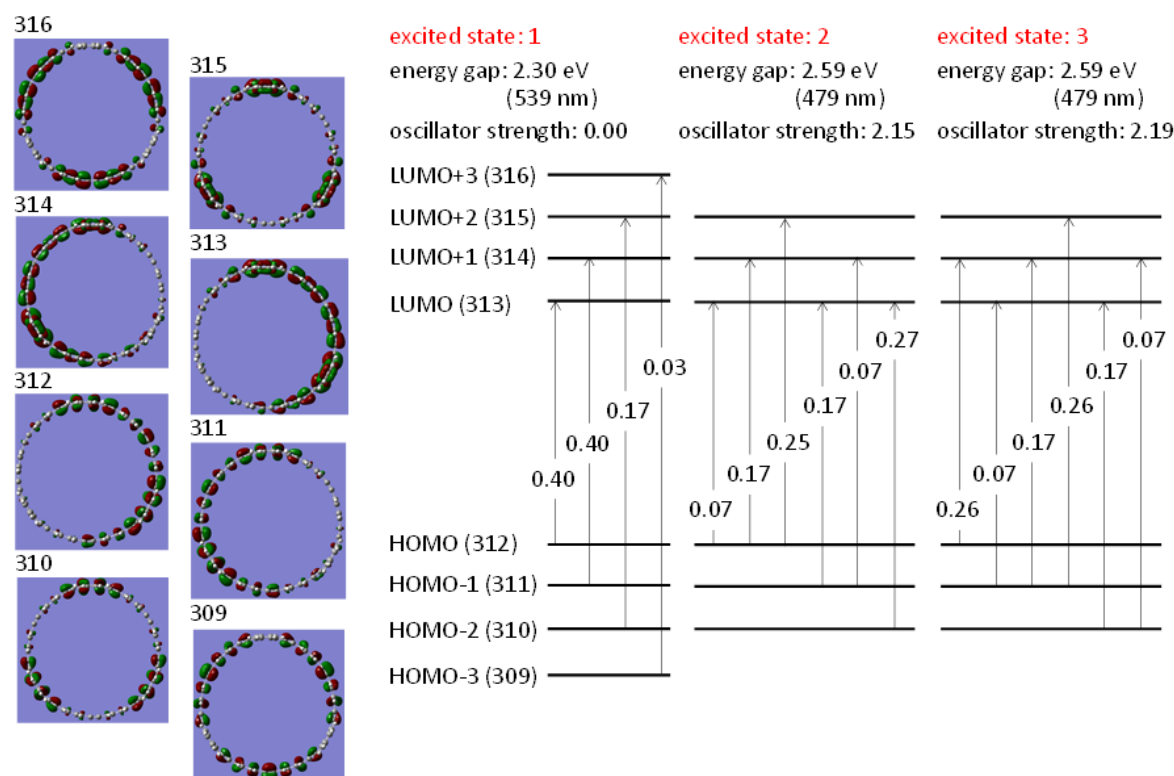 316
315
314
313
312
311
310
309
excited state: 1
energy gap: 2.30 eV
(539 nm)
oscillator strength: 0.00
excited state: 2
energy gap: 2.59 eV
(479 nm)
oscillator strength: 2.15
excited state: 3
energy gap: 2.59 eV
(479 nm)
oscillator strength: 2.19
LUMO+3 (316)
LUMO+2 (315)
LUMO+1 (314)
LUMO (313)
HOMO (312)
HOMO-1 (311)
HOMO-2 (310)
HOMO-3 (309)
0.40
0.40
0.17
0.03
0.07
0.17
0.25
0.17
0.07
0.27
0.26
0.07
0.17
0.26
0.17
0.07